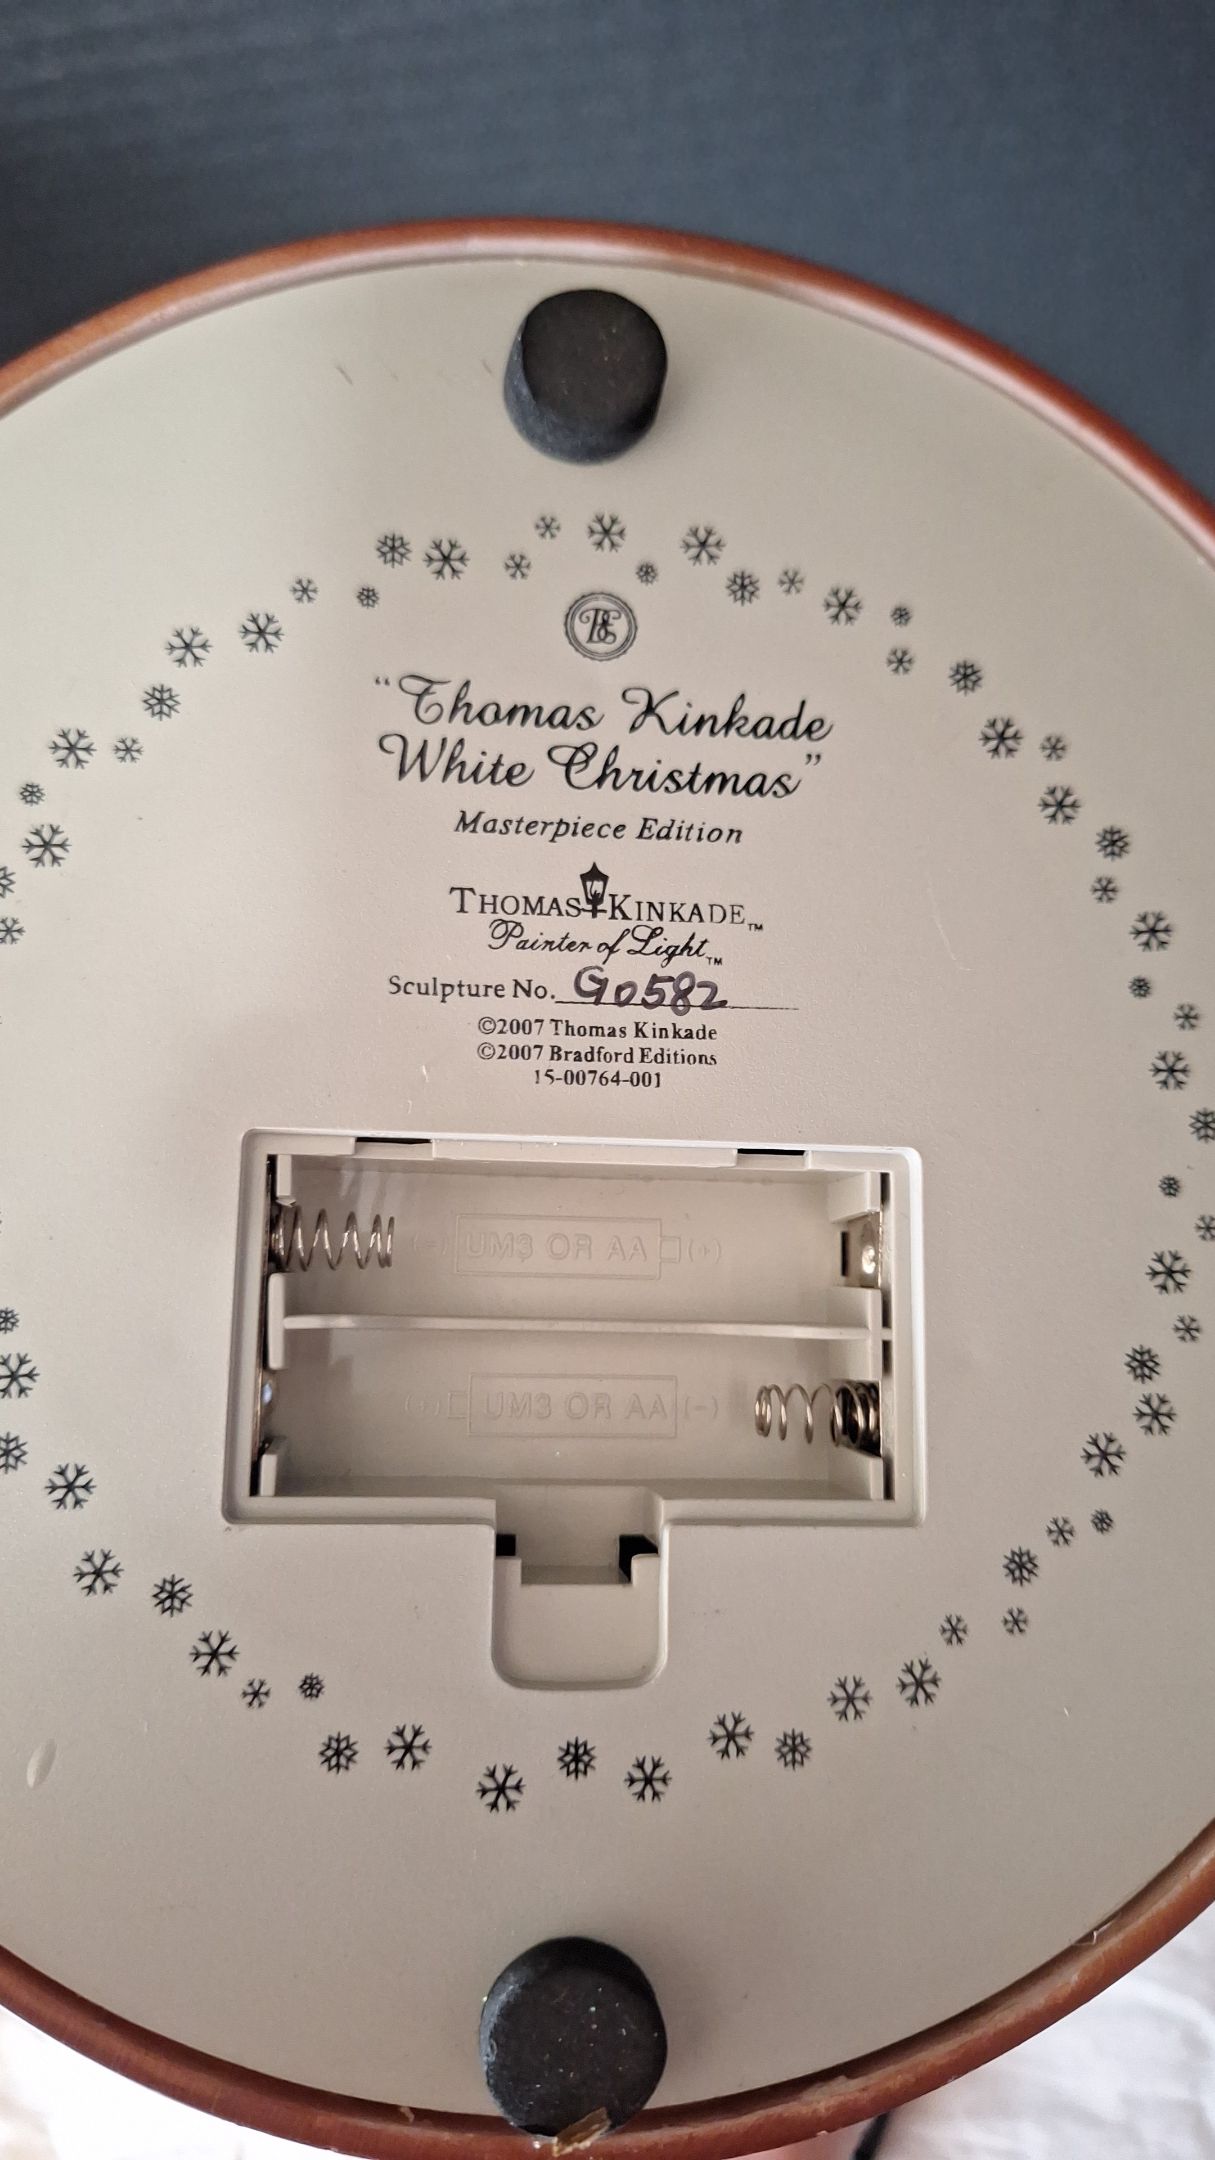 BE
“Thomas Kinkade
White Christmas”
Masterpiece Edition
THOMAS KINKADE™
Painter of Light™
Sculpture No. G0582
©2007 Thomas Kinkade
©2007 Bradford Editions
15-00764-001
(-) UM3 OR AA (+)
(+) UM3 OR AA (-)